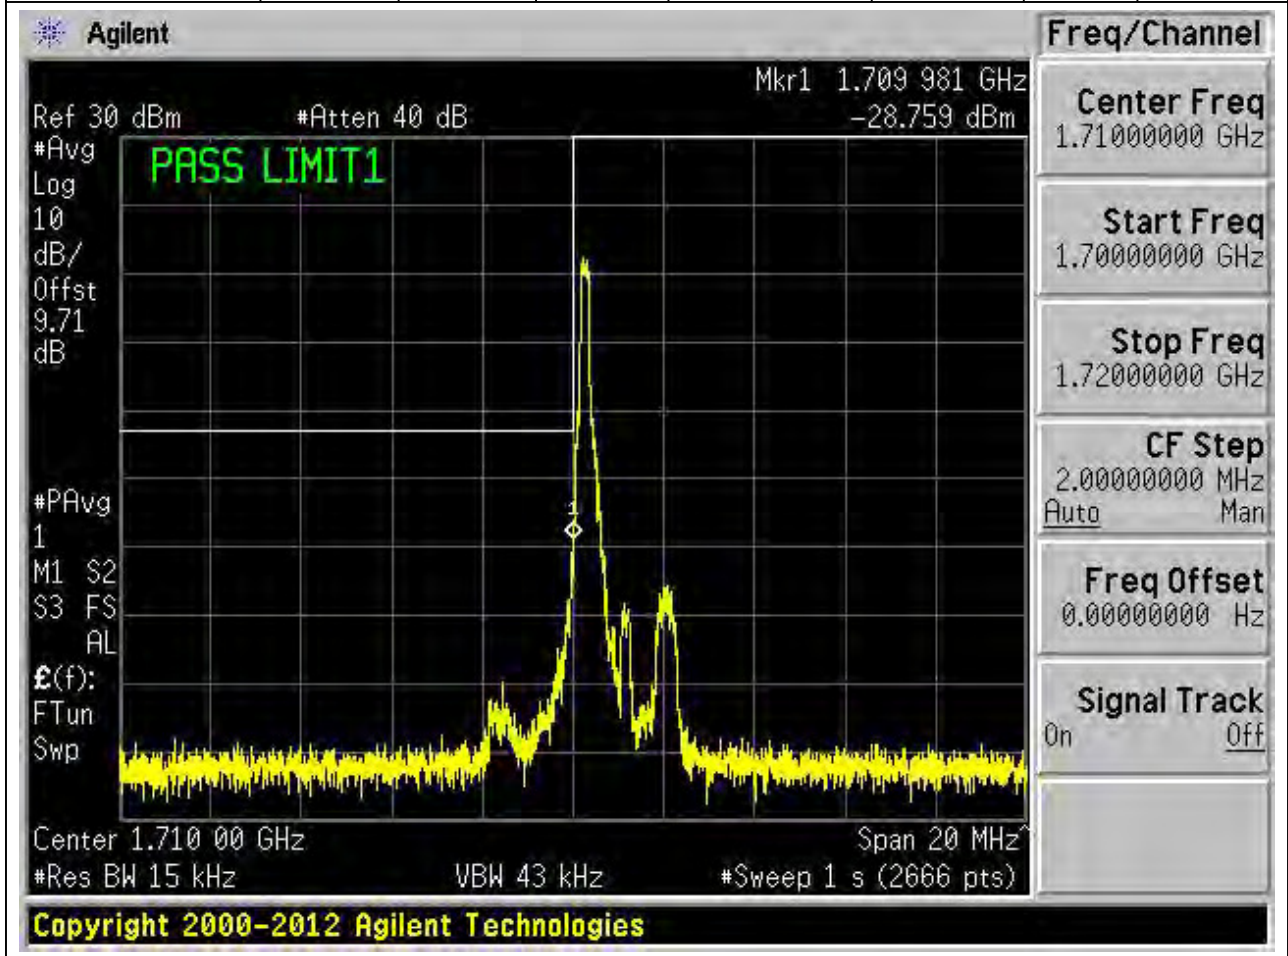 Agilent
Freq/Channel
Mkr1 1.709 981 GHz
Ref 30 dBm #Atten 40 dB -28.759 dBm
#Avg
Log
10
dB/
Offst
9.71
dB
#PAvg
1
M1 S2
S3 FS
AL
£(f):
FTun
Swp
PASS LIMIT1
1
Center 1.710 00 GHz Span 20 MHz^
#Res BW 15 kHz VBW 43 kHz #Sweep 1 s (2666 pts)
Center Freq
1.71000000 GHz
Start Freq
1.70000000 GHz
Stop Freq
1.72000000 GHz
CF Step
2.00000000 MHz
Auto Man
Freq Offset
0.00000000 Hz
Signal Track
On Off
Copyright 2000-2012 Agilent Technologies